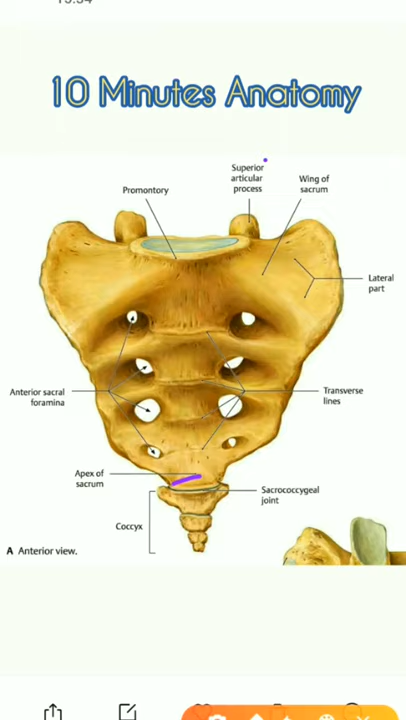 10 Minutes Anatomy
Superior
articular
process
Promontory
Wing of
sacrum
Lateral
part
Anterior sacral
foramina
Transverse
lines
Apex of
sacrum
Sacrococcygeal
joint
Coccyx
A Anterior view.